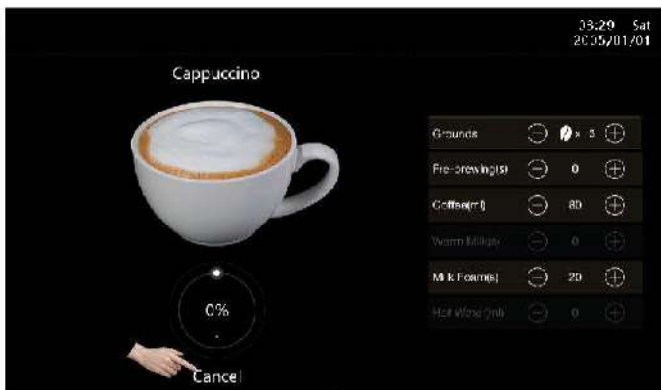 03:29 Sat
2005/01/01
Cappuccino
Grounds x 3
Pre-brewing(s) 0
Coffee(ml) 80
Warm Milk(s) 0
Milk Foam(s) 20
Hot Water(ml) 0
0%
Cancel